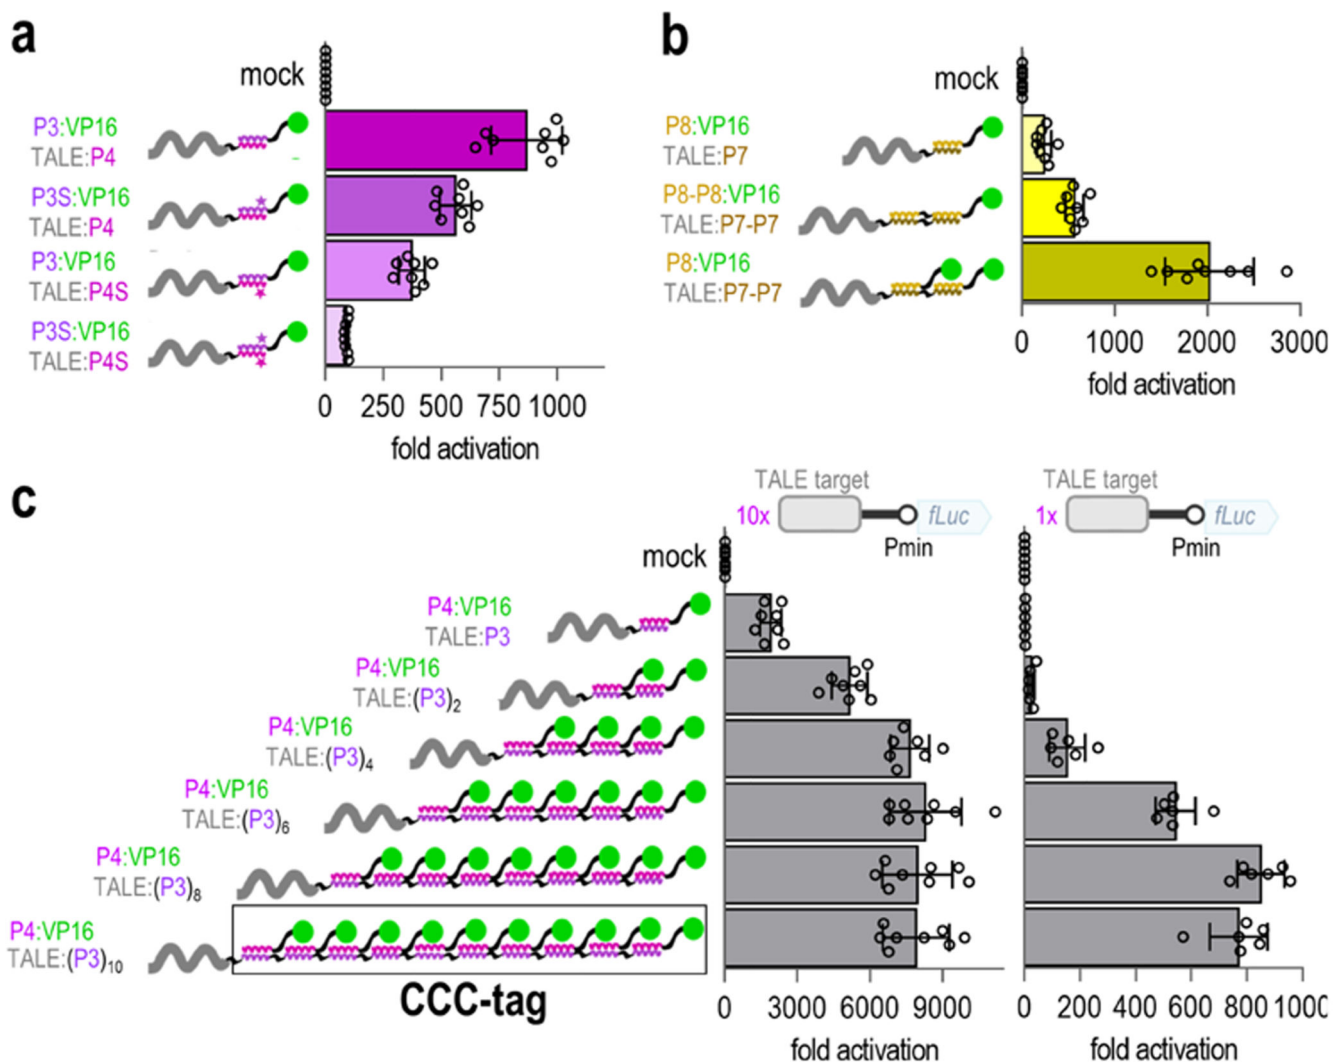 a
mock
P3:VP16
TALE:P4
P3S:VP16
TALE:P4
P3:VP16
TALE:P4S
P3S:VP16
TALE:P4S
0 250 500 750 1000
fold activation
b
mock
P8:VP16
TALE:P7
P8-P8:VP16
TALE:P7-P7
P8:VP16
TALE:P7-P7
0 1000 2000 3000
fold activation
c
TALE target
10x
fLuc
Pmin
TALE target
1x
fLuc
Pmin
mock
P4:VP16
TALE:P3
P4:VP16
TALE:(P3)2
P4:VP16
TALE:(P3)4
P4:VP16
TALE:(P3)6
P4:VP16
TALE:(P3)8
P4:VP16
TALE:(P3)10
CCC-tag
0 3000 6000 9000
fold activation
0 200 400 600 800 1000
fold activation